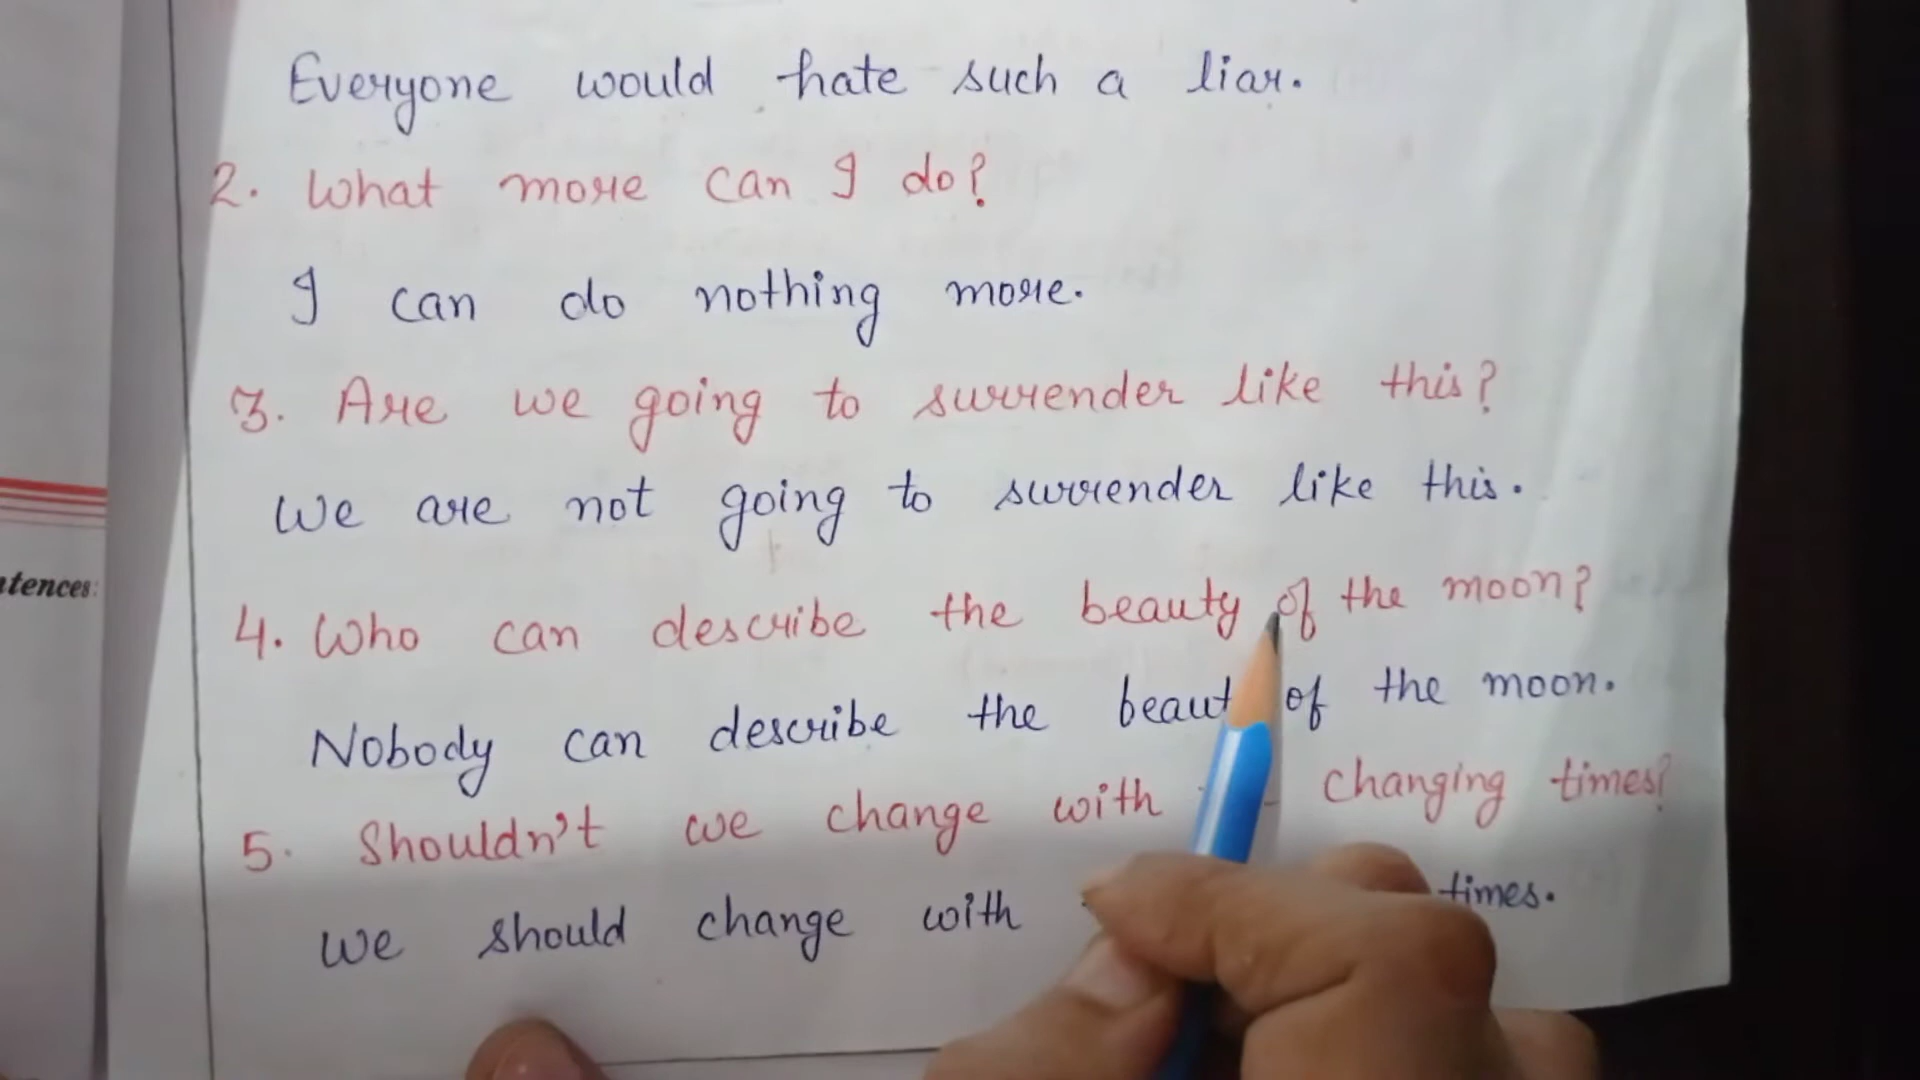 Everyone would hate such a liar.
2. What more can I do?
I can do nothing more.
3. Are we going to surrender like this?
We are not going to surrender like this.
4. Who can describe the beauty of the moon?
Nobody can describe the beaut of the moon.
5. Shouldn't we change with changing times?
We should change with times.
ntences: